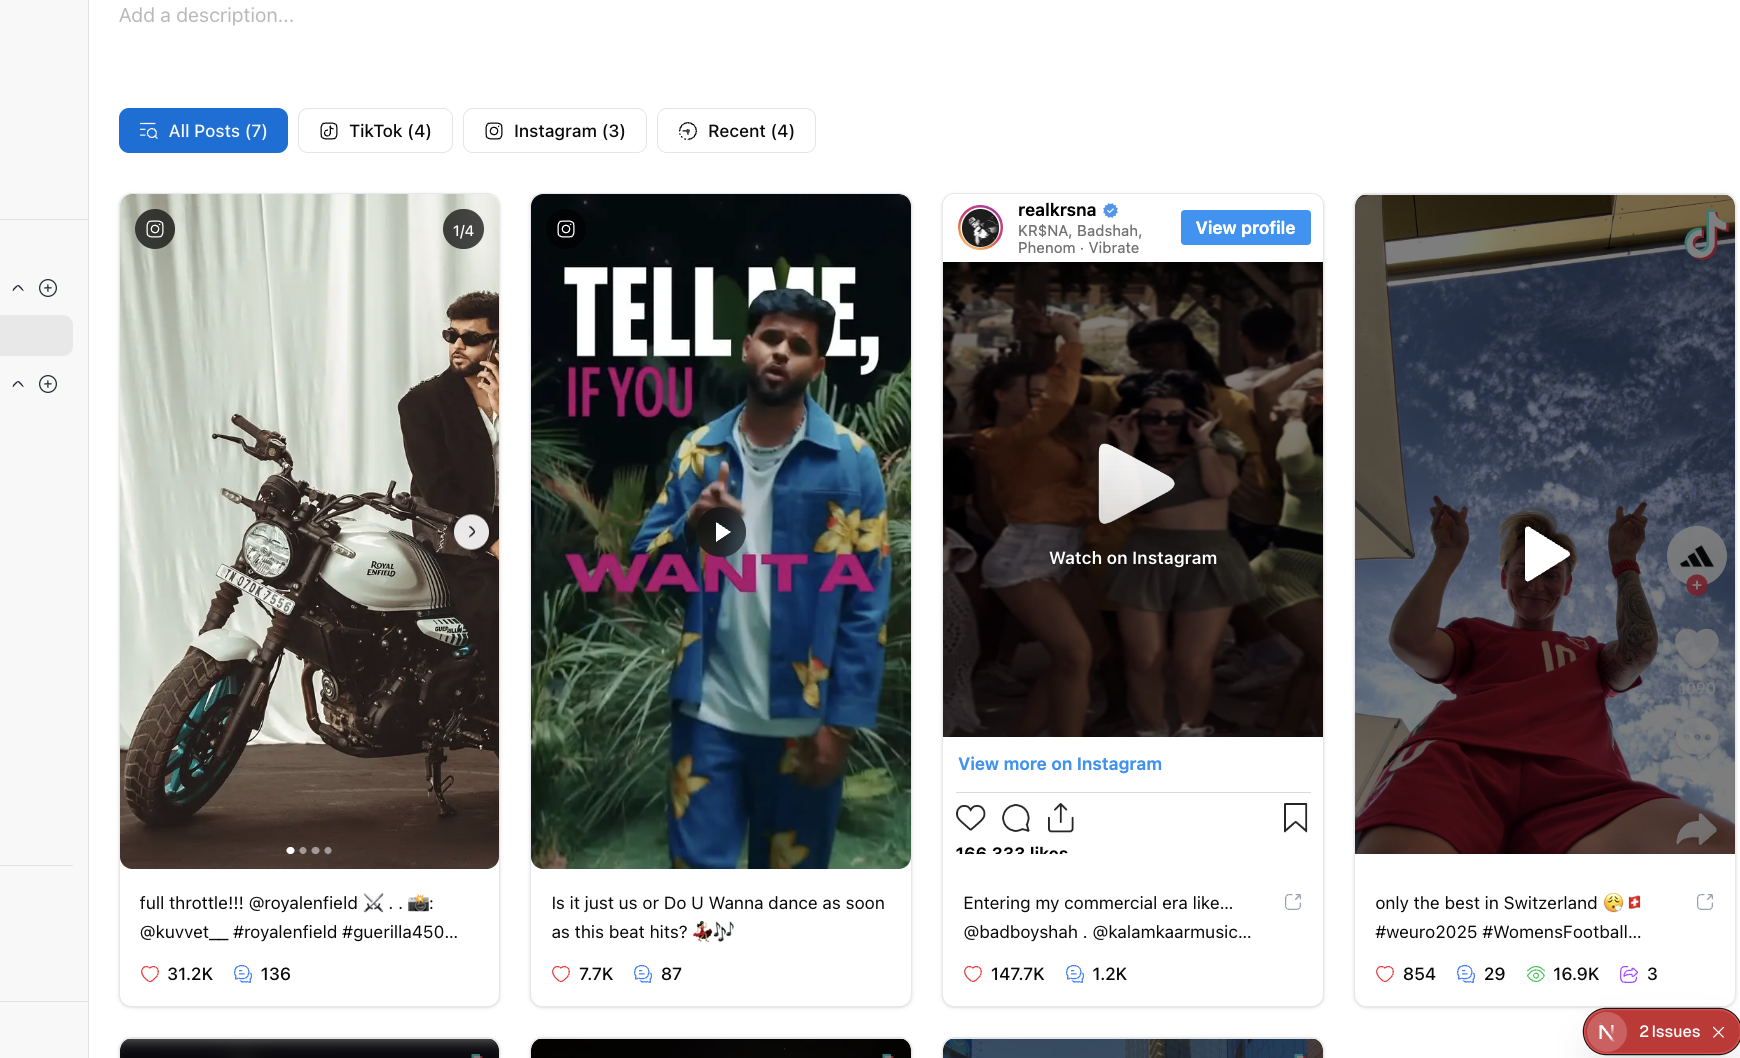 Add a description...
All Posts (7)
TikTok (4)
Instagram (3)
Recent (4)
1/4
ROYAL
ENFIELD
TN 07DK 7556
full throttle!!! @royalenfield ⚔️ . . 📸:
@kuvvet__ #royalenfield #guerilla450...
31.2K
136
TELL ME,
IF YOU
WANT A
Is it just us or Do U Wanna dance as soon
as this beat hits? 💃🎶
7.7K
87
realkrsna
KR$NA, Badshah,
Phenom · Vibrate
View profile
Watch on Instagram
View more on Instagram
166,333 likes
Entering my commercial era like...
@badboyshah . @kalamkaarmusic...
147.7K
1.2K
only the best in Switzerland 😮‍💨🇨🇭
#weuro2025 #WomensFootball...
854
29
16.9K
3
N
2 Issues